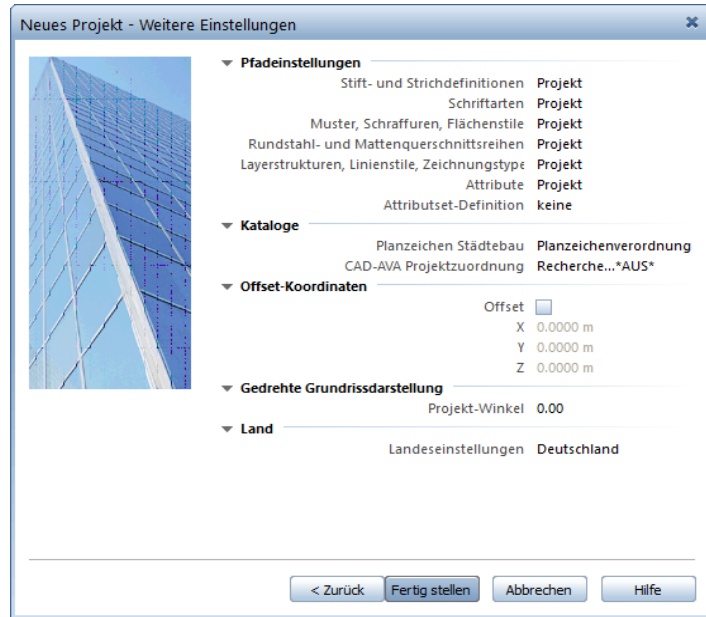 Neues Projekt - Weitere Einstellungen
Pfadeinstellungen
Stift- und Strichdefinitionen Projekt
Schriftarten Projekt
Muster, Schraffuren, Flächenstile Projekt
Rundstahl- und Mattenquerschnittsreihen Projekt
Layerstrukturen, Linienstile, Zeichnungstype Projekt
Attribute Projekt
Attributset-Definition keine
Kataloge
Planzeichen Städtebau Planzeichenverordnung
CAD-AVA Projektzuordnung Recherche...*AUS*
Offset-Koordinaten
Offset
X 0.0000 m
Y 0.0000 m
Z 0.0000 m
Gedrehte Grundrissdarstellung
Projekt-Winkel 0.00
Land
Landeseinstellungen Deutschland
< Zurück Fertig stellen Abbrechen Hilfe